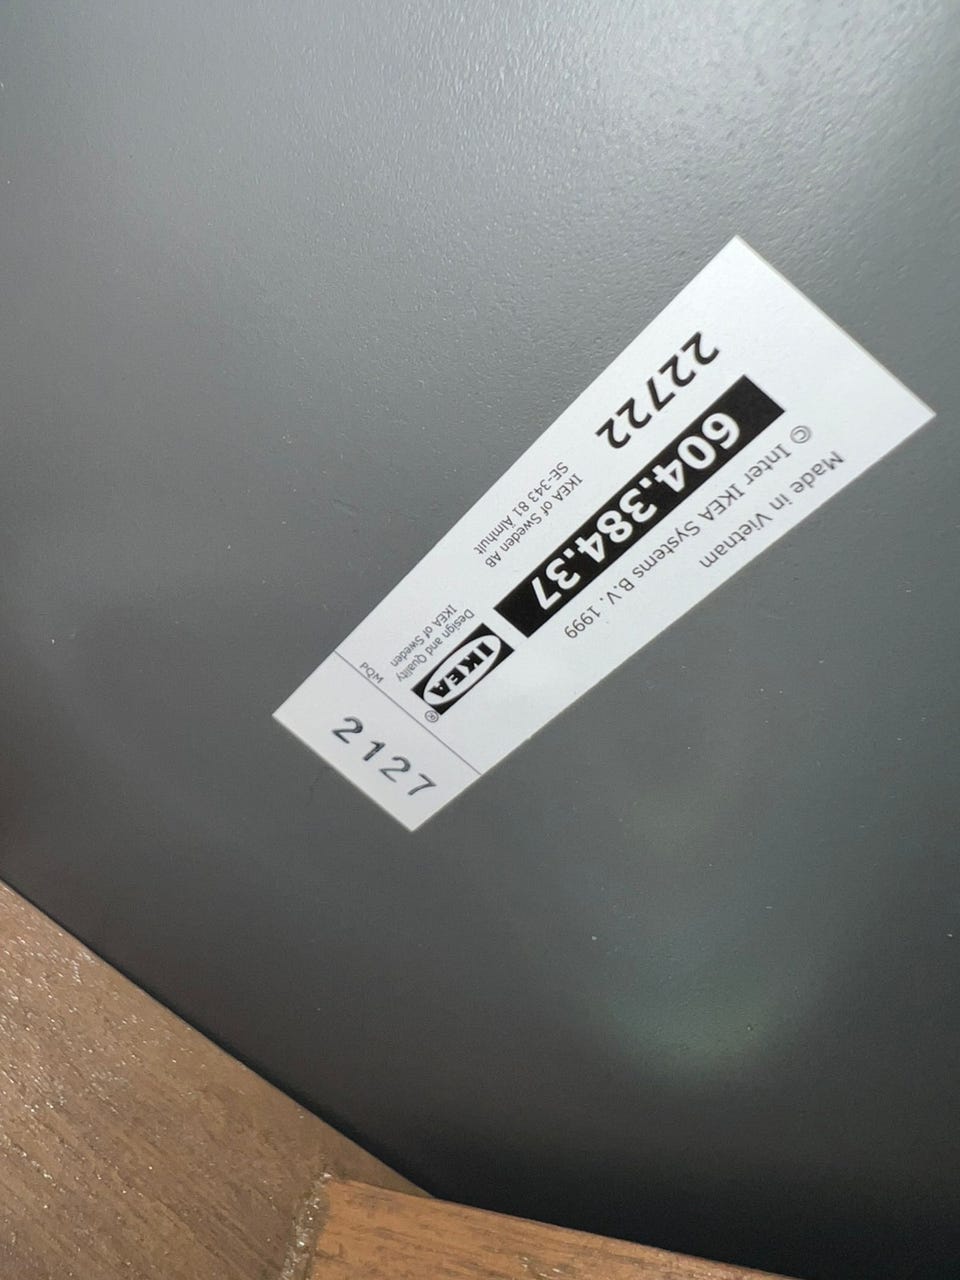 22722
604.384.37
© Inter IKEA Systems B.V. 1999
Made in Vietnam
IKEA of Sweden AB
SE-343 81 Älmhult
Design and Quality
IKEA of Sweden
IKEA®
PQM
2127